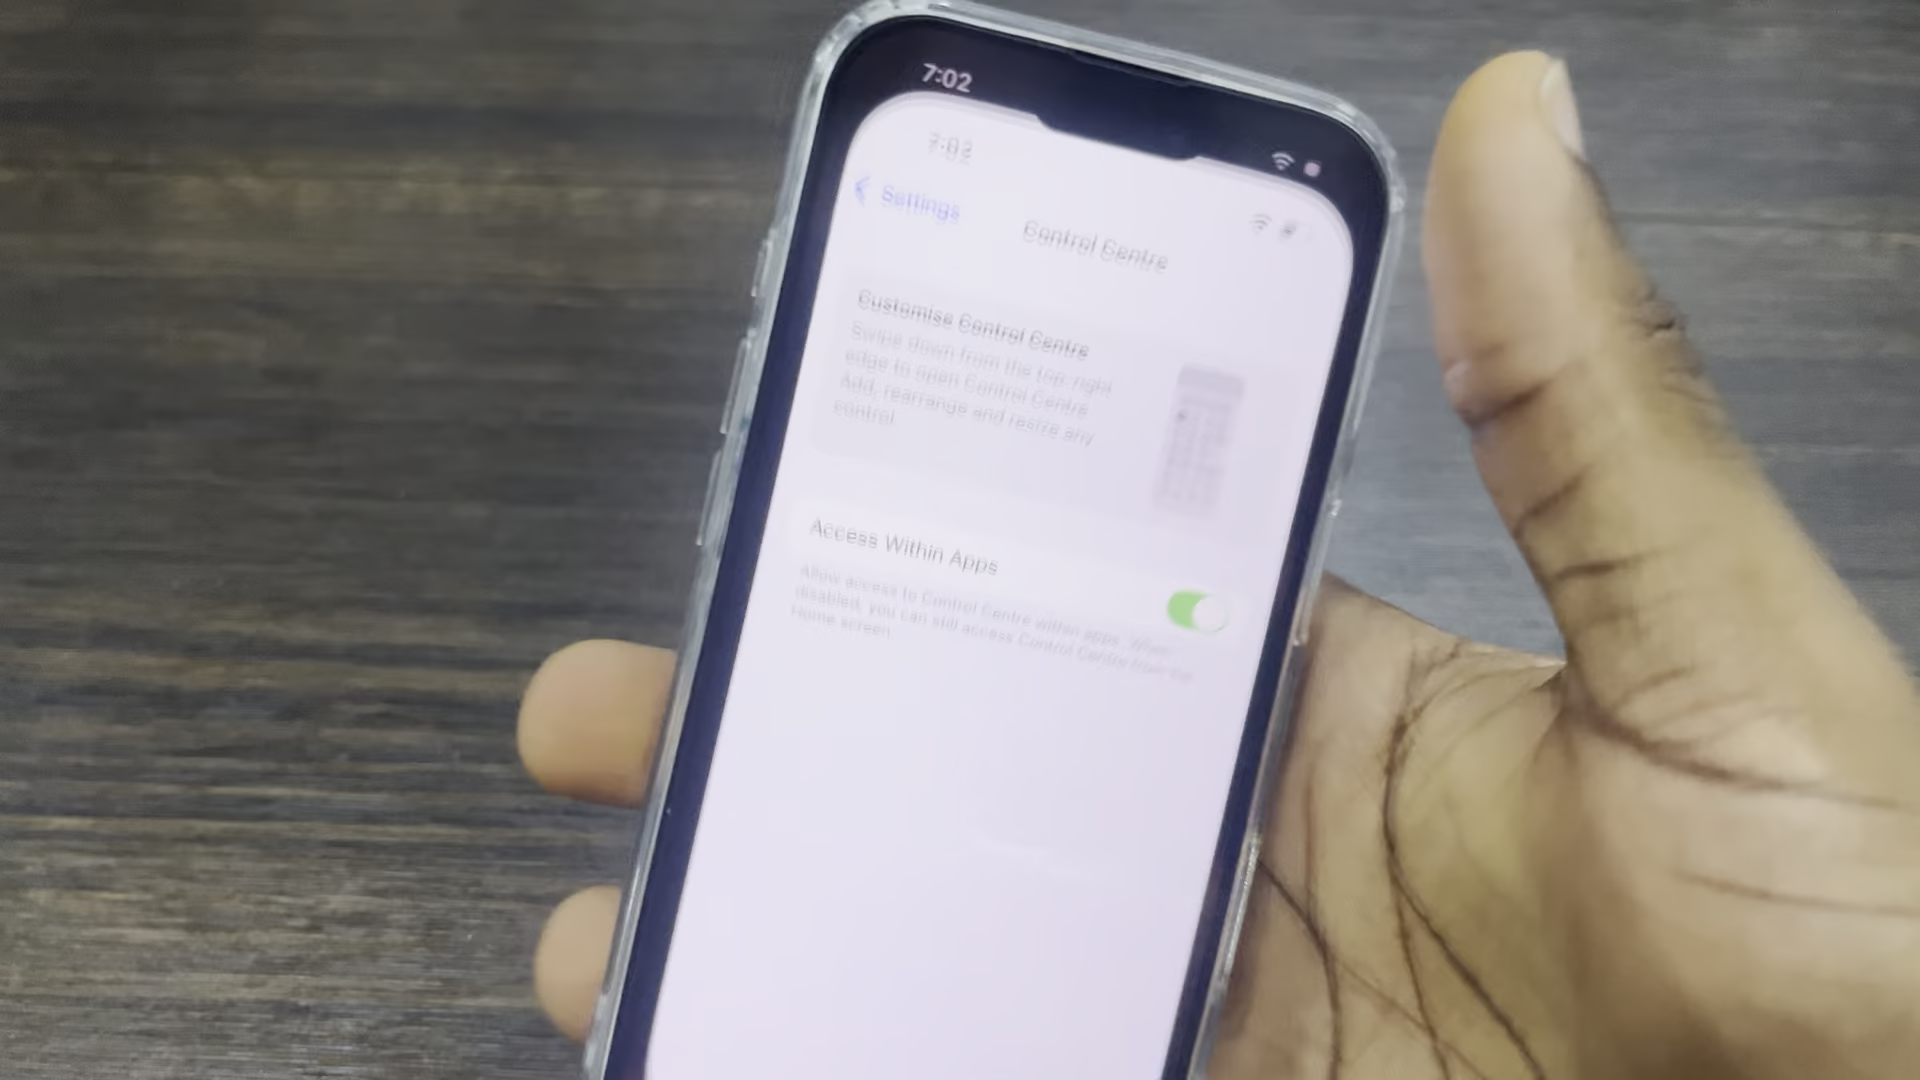 7:02
7:02
Settings
Control Centre
Customise Control Centre
Swipe down from the top-right
edge to open Control Centre.
Add, rearrange and resize any
control.
Access Within Apps
Allow access to Control Centre within apps. When
disabled, you can still access Control Centre from the
Home screen.